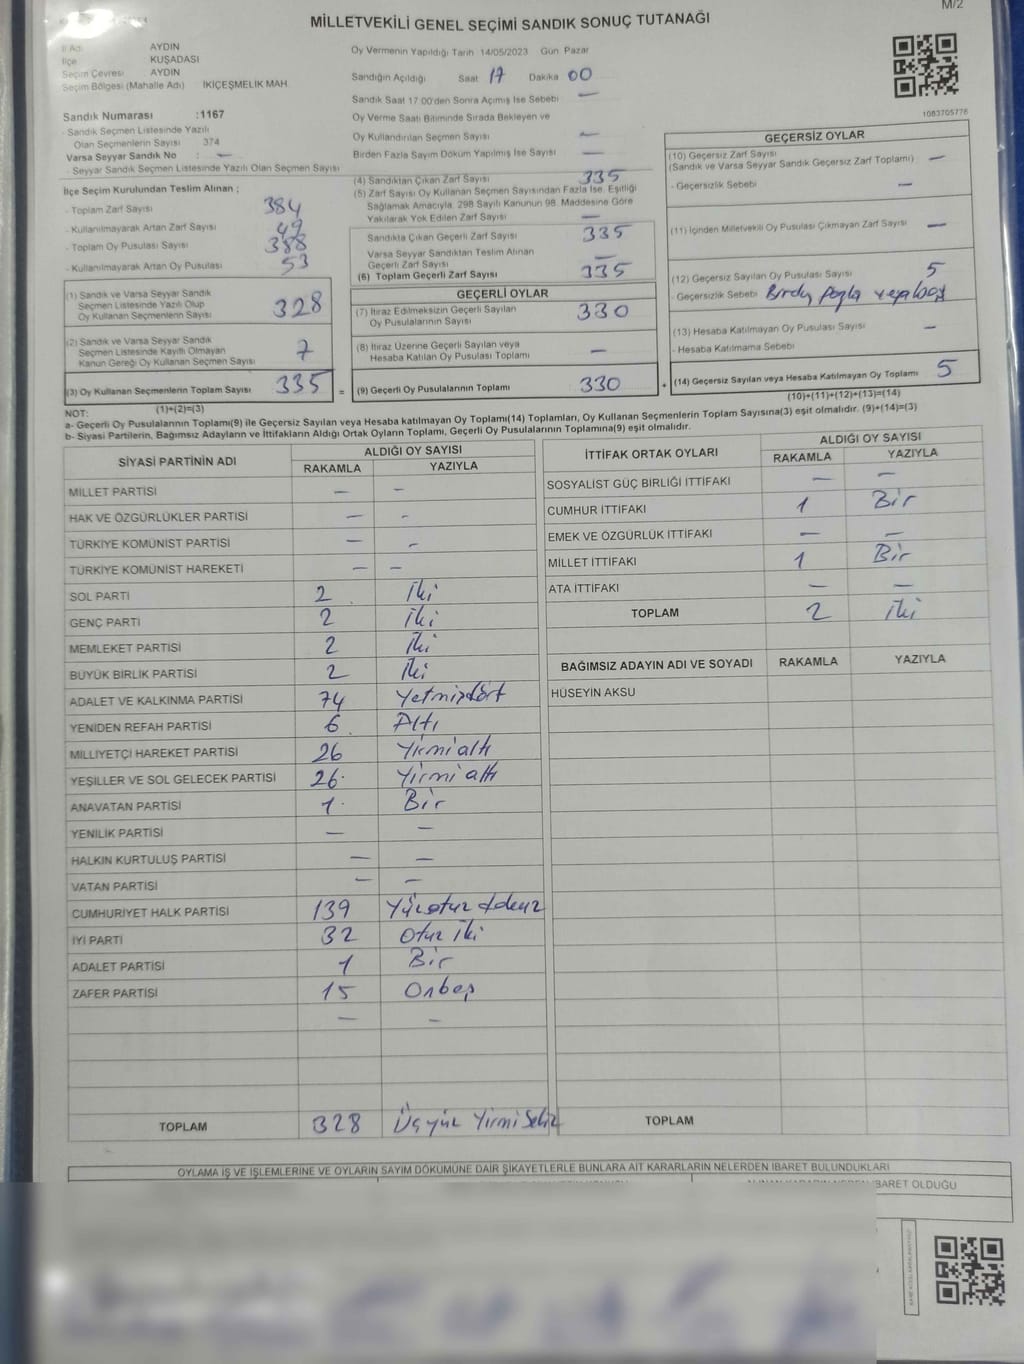 M/2
MİLLETVEKİLİ GENEL SEÇİMİ SANDIK SONUÇ TUTANAĞI
İl Adı AYDIN
İlçe KUŞADASI
Seçim Çevresi AYDIN
Seçim Bölgesi (Mahalle Adı) İKİÇEŞMELİK MAH.
Sandık Numarası :1167
- Sandık Seçmen Listesinde Yazılı
Olan Seçmenlerin Sayısı 374
Varsa Seyyar Sandık No : —
- Seyyar Sandık Seçmen Listesinde Yazılı Olan Seçmen Sayısı
İlçe Seçim Kurulundan Teslim Alınan ;
- Toplam Zarf Sayısı 384
- Kullanılmayarak Artan Zarf Sayısı 49
- Toplam Oy Pusulası Sayısı 388
- Kullanılmayarak Artan Oy Pusulası 53
(1) Sandık ve Varsa Seyyar Sandık
Seçmen Listesinde Yazılı Olup
Oy Kullanan Seçmenlerin Sayısı 328
(2) Sandık ve Varsa Seyyar Sandık
Seçmen Listesinde Kayıtlı Olmayan
Kanun Gereği Oy Kullanan Seçmen Sayısı 7
(3) Oy Kullanan Seçmenlerin Toplam Sayısı 335 =
(1)+(2)=(3)
Oy Vermenin Yapıldığı Tarih 14/05/2023 Gün Pazar
Sandığın Açıldığı Saat 17 Dakika 00
Sandık Saat 17:00'den Sonra Açılmış İse Sebebi —
Oy Verme Saati Bitiminde Sırada Bekleyen ve
Oy Kullandırılan Seçmen Sayısı —
Birden Fazla Sayım Döküm Yapılmış İse Sayısı —
(4) Sandıktan Çıkan Zarf Sayısı 335
(5) Zarf Sayısı Oy Kullanan Seçmen Sayısından Fazla İse, Eşitliği
Sağlamak Amacıyla, 298 Sayılı Kanunun 98. Maddesine Göre
Yakılarak Yok Edilen Zarf Sayısı —
Sandıkta Çıkan Geçerli Zarf Sayısı 335
Varsa Seyyar Sandıktan Teslim Alınan
Geçerli Zarf Sayısı —
(6) Toplam Geçerli Zarf Sayısı 335
GEÇERLİ OYLAR
(7) İtiraz Edilmeksizin Geçerli Sayılan
Oy Pusulalarının Sayısı 330
(8) İtiraz Üzerine Geçerli Sayılan veya
Hesaba Katılan Oy Pusulası Toplamı —
(9) Geçerli Oy Pusulalarının Toplamı 330 +
1083705776
GEÇERSİZ OYLAR
(10) Geçersiz Zarf Sayısı
(Sandık ve Varsa Seyyar Sandık Geçersiz Zarf Toplamı) —
- Geçersizlik Sebebi —
(11) İçinden Milletvekili Oy Pusulası Çıkmayan Zarf Sayısı —
(12) Geçersiz Sayılan Oy Pusulası Sayısı 5
- Geçersizlik Sebebi
(13) Hesaba Katılmayan Oy Pusulası Sayısı —
- Hesaba Katılmama Sebebi
(14) Geçersiz Sayılan veya Hesaba Katılmayan Oy Toplamı 5
(10)+(11)+(12)+(13)=(14)
NOT:
a- Geçerli Oy Pusulalarının Toplamı(9) ile Geçersiz Sayılan veya Hesaba katılmayan Oy Toplamı(14) Toplamları, Oy Kullanan Seçmenlerin Toplam Sayısına(3) eşit olmalıdır. (9)+(14)=(3)
b- Siyasi Partilerin, Bağımsız Adayların ve İttifakların Aldığı Ortak Oyların Toplamı, Geçerli Oy Pusulalarının Toplamına(9) eşit olmalıdır.
SİYASİ PARTİNİN ADI ALDIĞI OY SAYISI
RAKAMLA YAZIYLA
MİLLET PARTİSİ — —
HAK VE ÖZGÜRLÜKLER PARTİSİ — —
TÜRKİYE KOMÜNİST PARTİSİ — —
TÜRKİYE KOMÜNİST HAREKETİ — —
SOL PARTİ 2 İki
GENÇ PARTİ 2 İki
MEMLEKET PARTİSİ 2 İki
BÜYÜK BİRLİK PARTİSİ 2 İki
ADALET VE KALKINMA PARTİSİ 74 Yetmişdört
YENİDEN REFAH PARTİSİ 6 Altı
MİLLİYETÇİ HAREKET PARTİSİ 26 Yirmialtı
YEŞİLLER VE SOL GELECEK PARTİSİ 26 Yirmialtı
ANAVATAN PARTİSİ 1 Bir
YENİLİK PARTİSİ — —
HALKIN KURTULUŞ PARTİSİ — —
VATAN PARTİSİ — —
CUMHURİYET HALK PARTİSİ 139
İYİ PARTİ 32 Otuz İki
ADALET PARTİSİ 1 Bir
ZAFER PARTİSİ 15 Onbeş
— —
TOPLAM 328 Üçyüz Yirmi Sekiz
İTTİFAK ORTAK OYLARI ALDIĞI OY SAYISI
RAKAMLA YAZIYLA
SOSYALİST GÜÇ BİRLİĞİ İTTİFAKI — —
CUMHUR İTTİFAKI 1 Bir
EMEK VE ÖZGÜRLÜK İTTİFAKI — —
MİLLET İTTİFAKI 1 Bir
ATA İTTİFAKI — —
TOPLAM 2 İki
BAĞIMSIZ ADAYIN ADI VE SOYADI RAKAMLA YAZIYLA
HÜSEYİN AKSU
TOPLAM
OYLAMA İŞ VE İŞLEMLERİNE VE OYLARIN SAYIM DÖKÜMÜNE DAİR ŞİKAYETLERLE BUNLARA AİT KARARLARIN NELERDEN İBARET BULUNDUKLARI
İBARET OLDUĞU